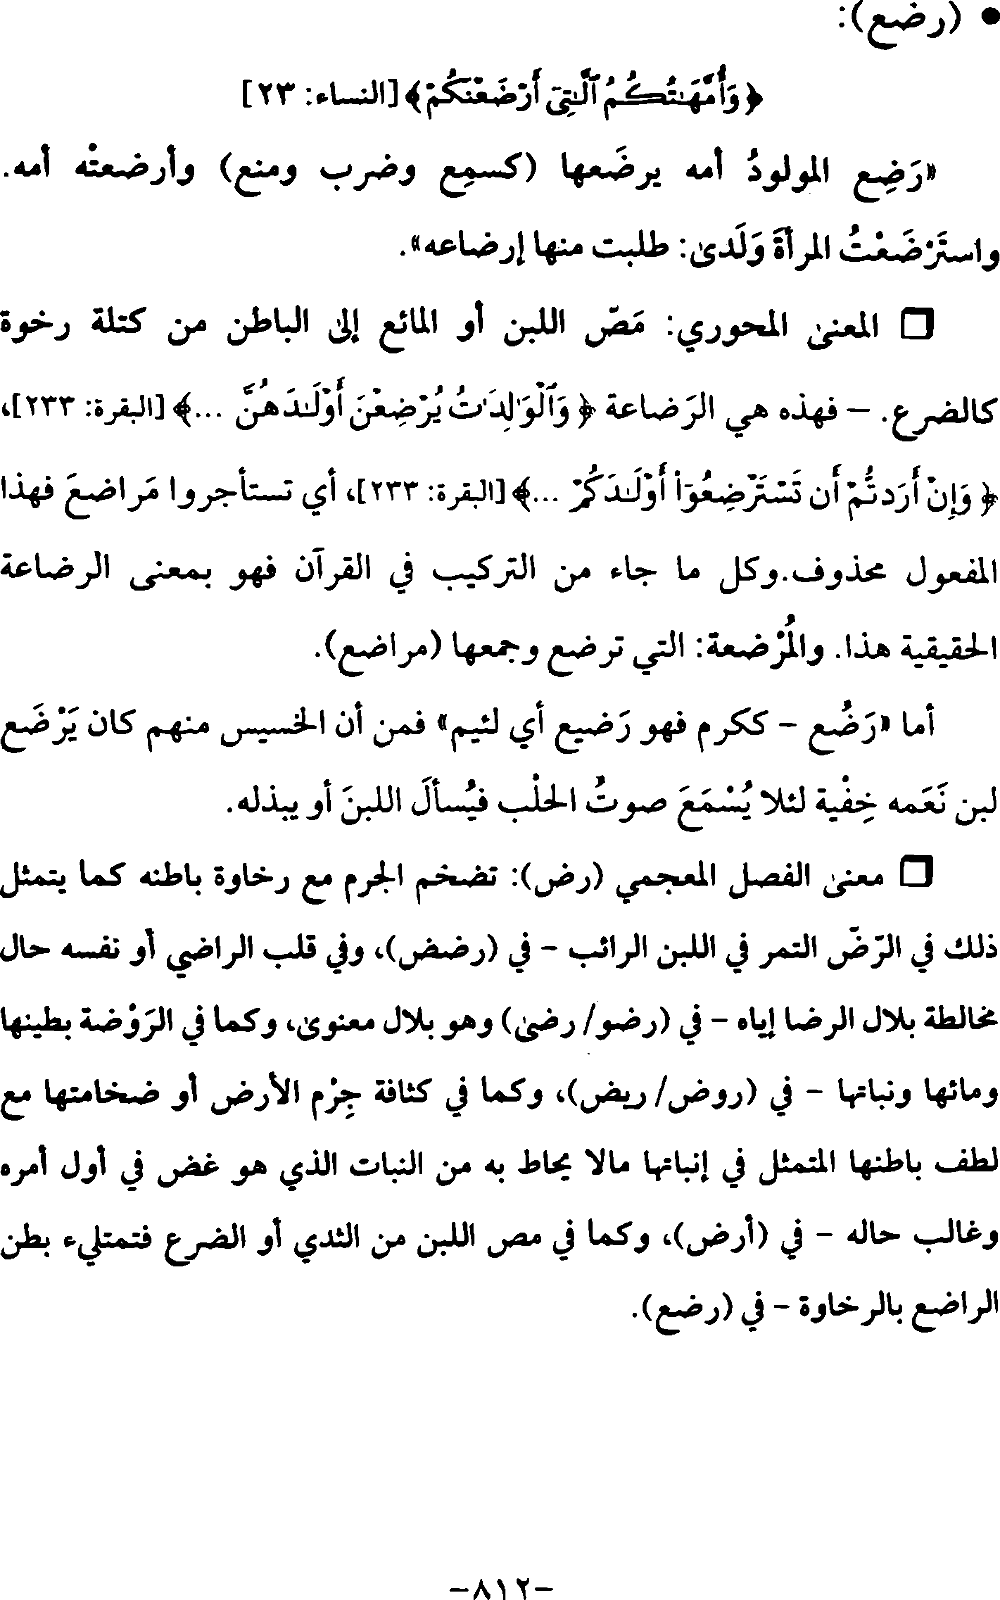 • (رضع):
﴿وَأُمَّهَٰتُكُمُ ٱلَّٰتِىٓ أَرْضَعْنَكُمْ﴾ [النساء: ٢٣]
«رَضِع المولودُ أمه يرضَعها (كسمِع وضرب ومنع) وأرضعتْه أمه.
واستَرْضَعْتُ المرأةَ وَلَدى: طلبت منها إرضاعه».
❒ المعنى المحوري: مَصّ اللبن أو المائع إلى الباطن من كتلة رخوة
كالضرع. – فهذه هي الرَضاعة ﴿وَٱلْوَٰلِدَٰتُ يُرْضِعْنَ أَوْلَٰدَهُنَّ ...﴾ [البقرة: ٢٣٣]،
﴿وَإِنْ أَرَدتُّمْ أَن تَسْتَرْضِعُوٓا۟ أَوْلَٰدَكُمْ ...﴾ [البقرة: ٢٣٣]، أي تستأجروا مَراضعَ فهذا
المفعول محذوف.وكل ما جاء من التركيب في القرآن فهو بمعنى الرضاعة
الحقيقية هذا. والمُرْضعة: التي ترضع وجمعها (مراضع).
أما «رَضُع – ككرم فهو رَضيع أي لئيم» فمن أن الخسيس منهم كان يَرْضَع
لبن نَعَمه خِفْية لئلا يُسْمَعَ صوتُ الحلْب فيُسألَ اللبنَ أو يبذله.
❒ معنى الفصل المعجمي (رض): تضخم الجرم مع رخاوة باطنه كما يتمثل
ذلك في الرّضّ التمر في اللبن الرائب – في (رضض)، وفي قلب الراضي أو نفسه حال
مخالطة بلال الرضا إياه – في (رضو/ رضى) وهو بلال معنوى، وكما في الرَوْضة بطينها
ومائها ونباتها – في (روض/ ريض)، وكما في كثافة جِرْم الأرض أو ضخامتها مع
لطف باطنها المتمثل في إنباتها مالا يحاط به من النبات الذي هو غض في أول أمره
وغالب حاله – في (أرض)، وكما في مص اللبن من الثدي أو الضرع فتمتليء بطن
الراضع بالرخاوة – في (رضع).
-٨١٢-